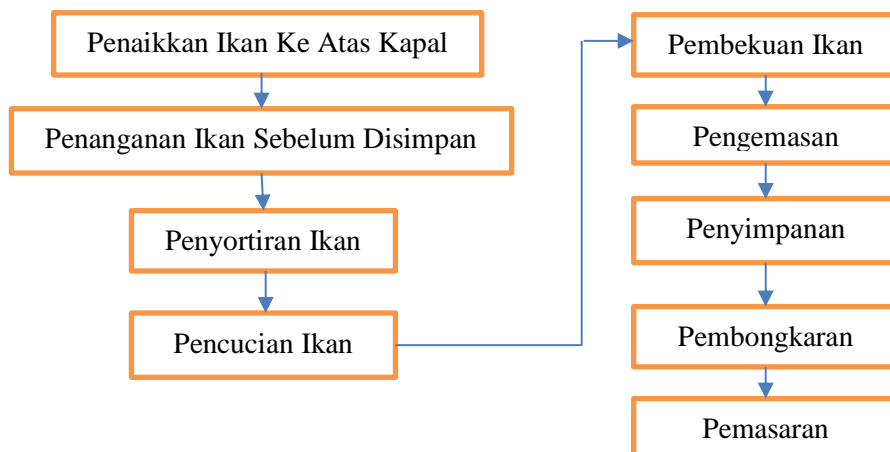 Penaikkan Ikan Ke Atas Kapal
Penanganan Ikan Sebelum Disimpan
Penyortiran Ikan
Pencucian Ikan
Pembekuan Ikan
Pengemasan
Penyimpanan
Pembongkaran
Pemasaran